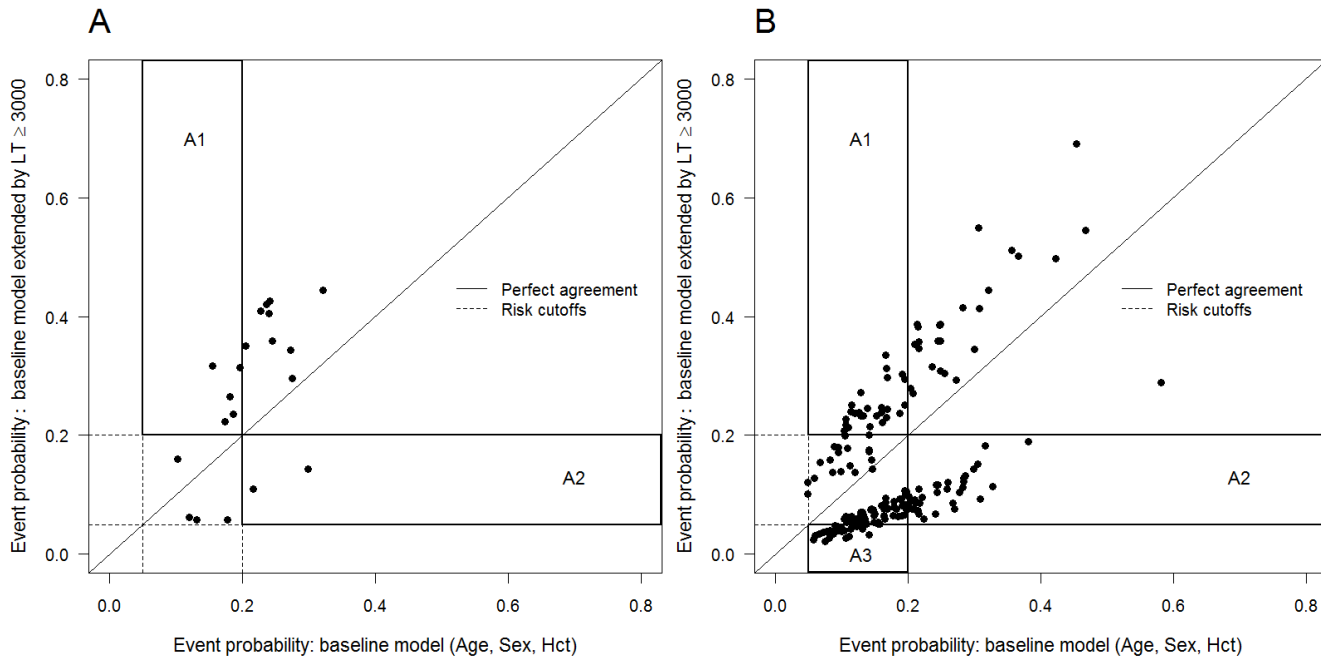 A
Event probability : baseline model extended by LT ≥ 3000
0.8
0.6
0.4
0.2
0.0
A1
A2
Perfect agreement
Risk cutoffs
0.0 0.2 0.4 0.6 0.8
Event probability: baseline model (Age, Sex, Hct)
B
Event probability : baseline model extended by LT ≥ 3000
0.8
0.6
0.4
0.2
0.0
A1
A2
A3
Perfect agreement
Risk cutoffs
0.0 0.2 0.4 0.6 0.8
Event probability: baseline model (Age, Sex, Hct)